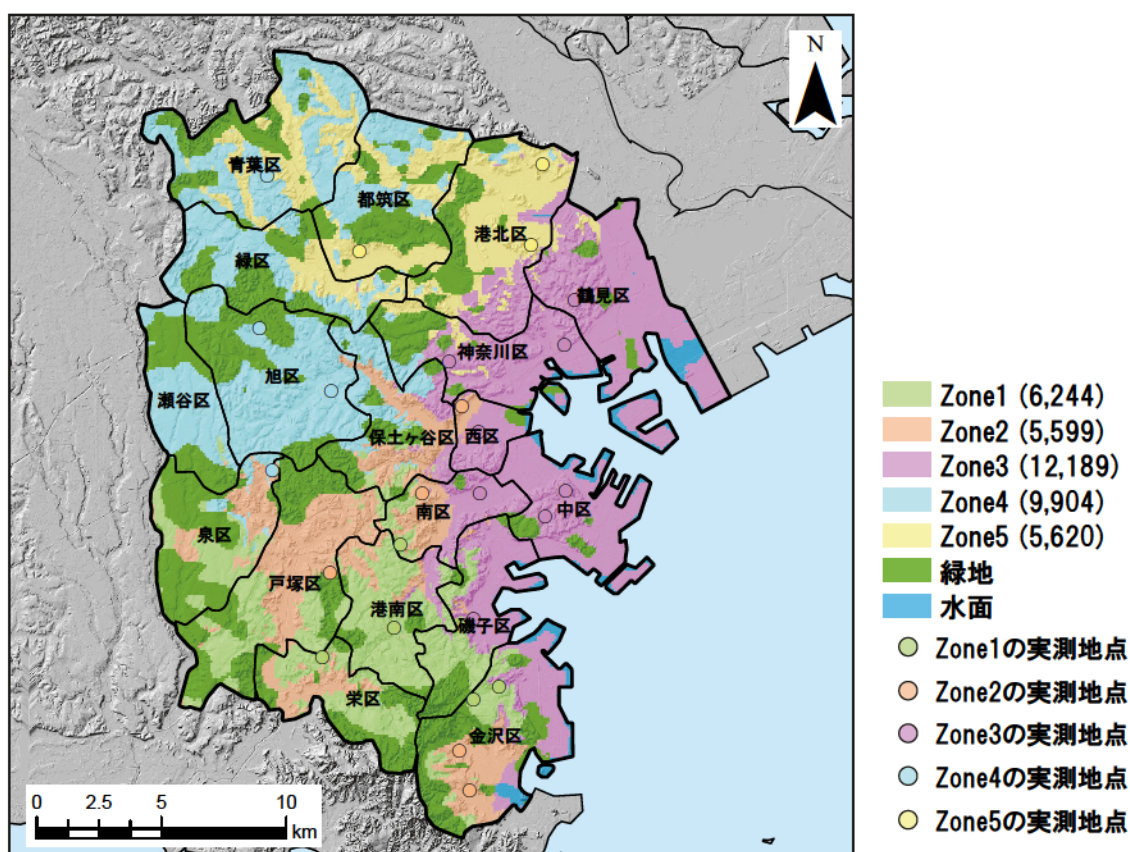 N
青葉区
都筑区
港北区
緑区
鶴見区
神奈川区
旭区
瀬谷区
保土ヶ谷区
西区
南区
中区
泉区
戸塚区
港南区
磯子区
栄区
金沢区
0 2.5 5 10
km
Zone1 (6,244)
Zone2 (5,599)
Zone3 (12,189)
Zone4 (9,904)
Zone5 (5,620)
緑地
水面
Zone1の実測地点
Zone2の実測地点
Zone3の実測地点
Zone4の実測地点
Zone5の実測地点